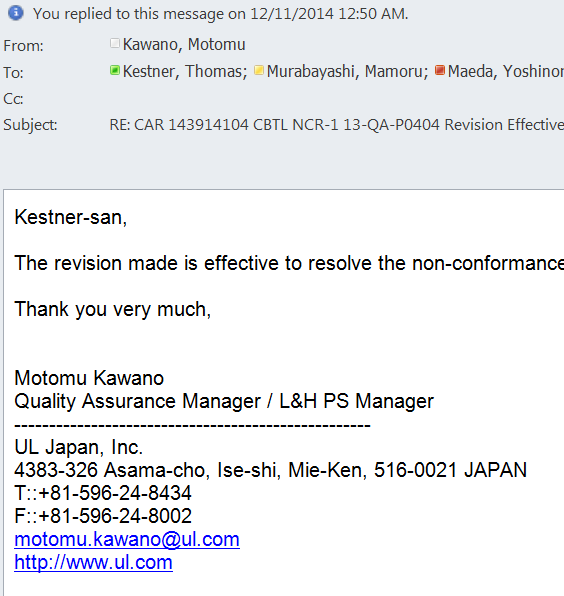 You replied to this message on 12/11/2014 12:50 AM.
From: Kawano, Motomu
To: Kestner, Thomas; Murabayashi, Mamoru; Maeda, Yoshinor
Cc:
Subject: RE: CAR 143914104 CBTL NCR-1 13-QA-P0404 Revision Effective
Kestner-san,
The revision made is effective to resolve the non-conformance
Thank you very much,
Motomu Kawano
Quality Assurance Manager / L&H PS Manager
---------------------------------------------------
UL Japan, Inc.
4383-326 Asama-cho, Ise-shi, Mie-Ken, 516-0021 JAPAN
T::+81-596-24-8434
F::+81-596-24-8002
motomu.kawano@ul.com
http://www.ul.com